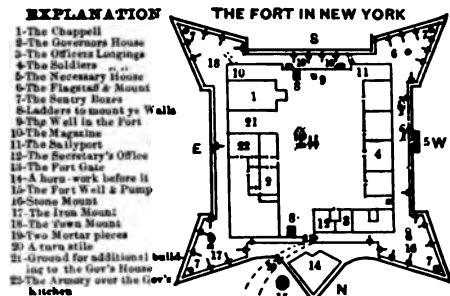 EXPLANATION
THE FORT IN NEW YORK
1-The Chappell
2-The Governors House
3-The Officers Longings
4-The Soldiers " "
5-The Necessary House
6-The Flagstaff & Mount
7-The Sentry Boxes
8-Ladders to mount ye Walls
9-The Well in the Fort
10-The Magazine
11-The Sallyport
12-The Secretary's Office
13-The Fort Gate
14-A horn-work before it
15-The Fort Well & Pump
16-Stone Mount
17-The Iron Mount
18-The Town Mount
19-Two Mortar pieces
20 A turn stile
21-Ground for additional build-
ing to the Gov's House
The Armory over the Gov's
kitchen
S
18
10
11
6
7
9
1
21
22
E
4
5 W
2
8
12
3
14
16
7
17
7
N